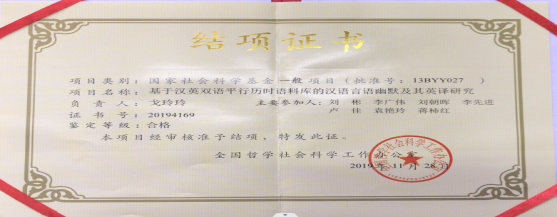 结项证书
项目类别：国家社会科学基金一般项目（批准号：13BYY027）
项目名称：基于汉英双语平行历时语料库的汉语言语幽默及其英译研究
负责人：戈玲玲 主要参加人：刘彬 李广伟 刘朝晖 李先进
卢佳 袁艳玲 蒋柿红
证书号：20194169
鉴定等级：合格
本项目经审核准予结项，特发此证。
全国哲学社会科学工作办公室
2019年11月26日